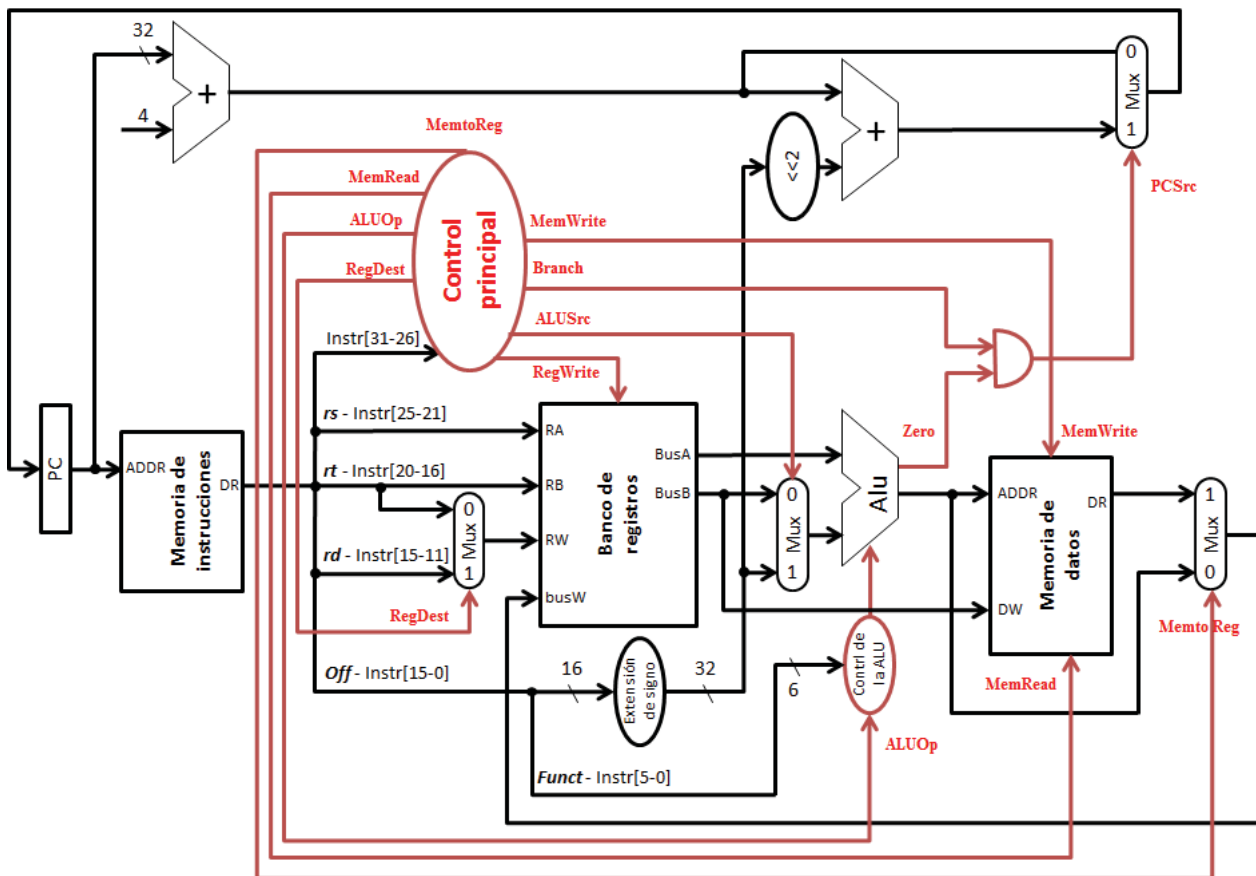 32
+
4
MemtoReg
MemRead
ALUOp
RegDest
Control
principal
MemWrite
Branch
ALUSrc
RegWrite
<<2
+
0
Mux
1
PCSrc
Instr[31-26]
rs - Instr[25-21]
rt - Instr[20-16]
rd - Instr[15-11]
0
Mux
1
RegDest
PC
ADDR
Memoria de
instrucciones
DR
RA
RB
RW
busW
Banco de
registros
BusA
BusB
0
Mux
1
Alu
Zero
MemWrite
ADDR
DR
Memoria de
datos
DW
1
Mux
0
Memto Reg
MemRead
Off - Instr[15-0]
16
Extensión
de signo
32
6
Contrl de
la ALU
ALUOp
Funct - Instr[5-0]